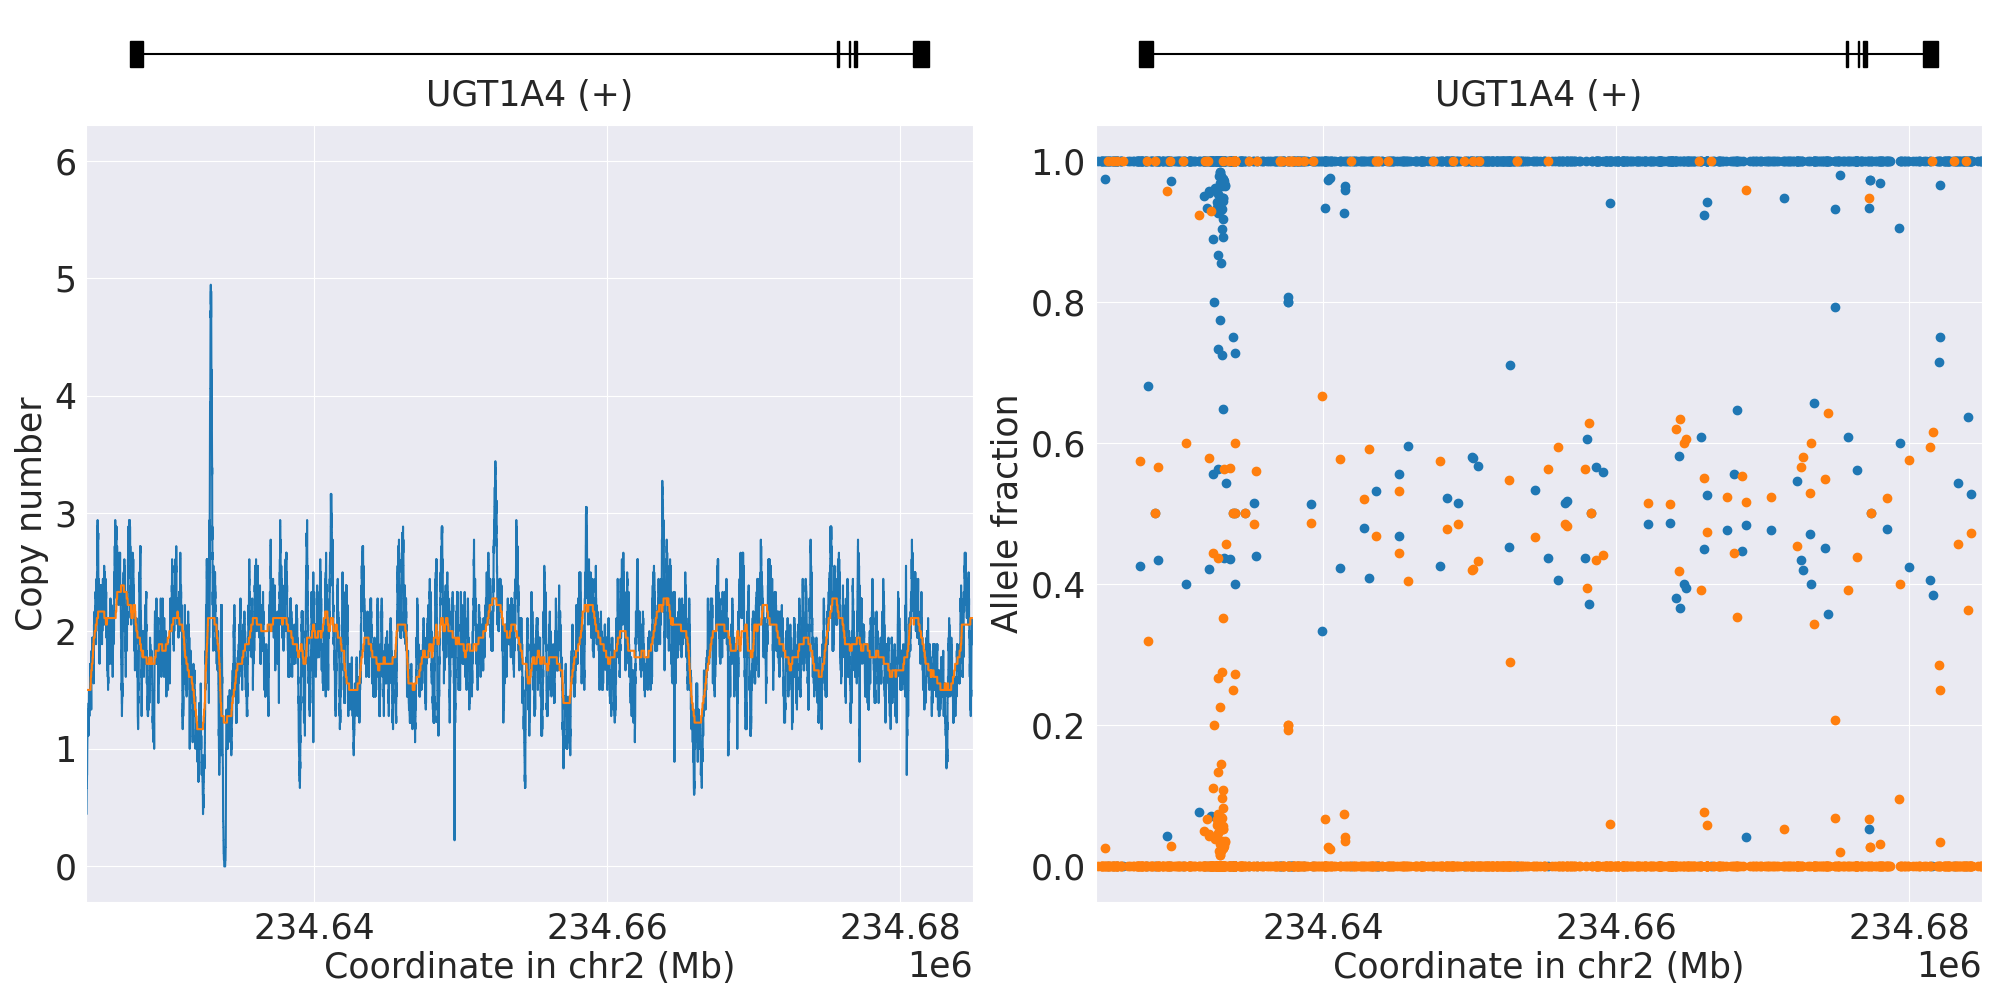 UGT1A4 (+)
6
5
4
3
2
1
0
Copy number
234.64
234.66
234.68
Coordinate in chr2 (Mb)
1e6
UGT1A4 (+)
1.0
0.8
0.6
0.4
0.2
0.0
Allele fraction
234.64
234.66
234.68
Coordinate in chr2 (Mb)
1e6